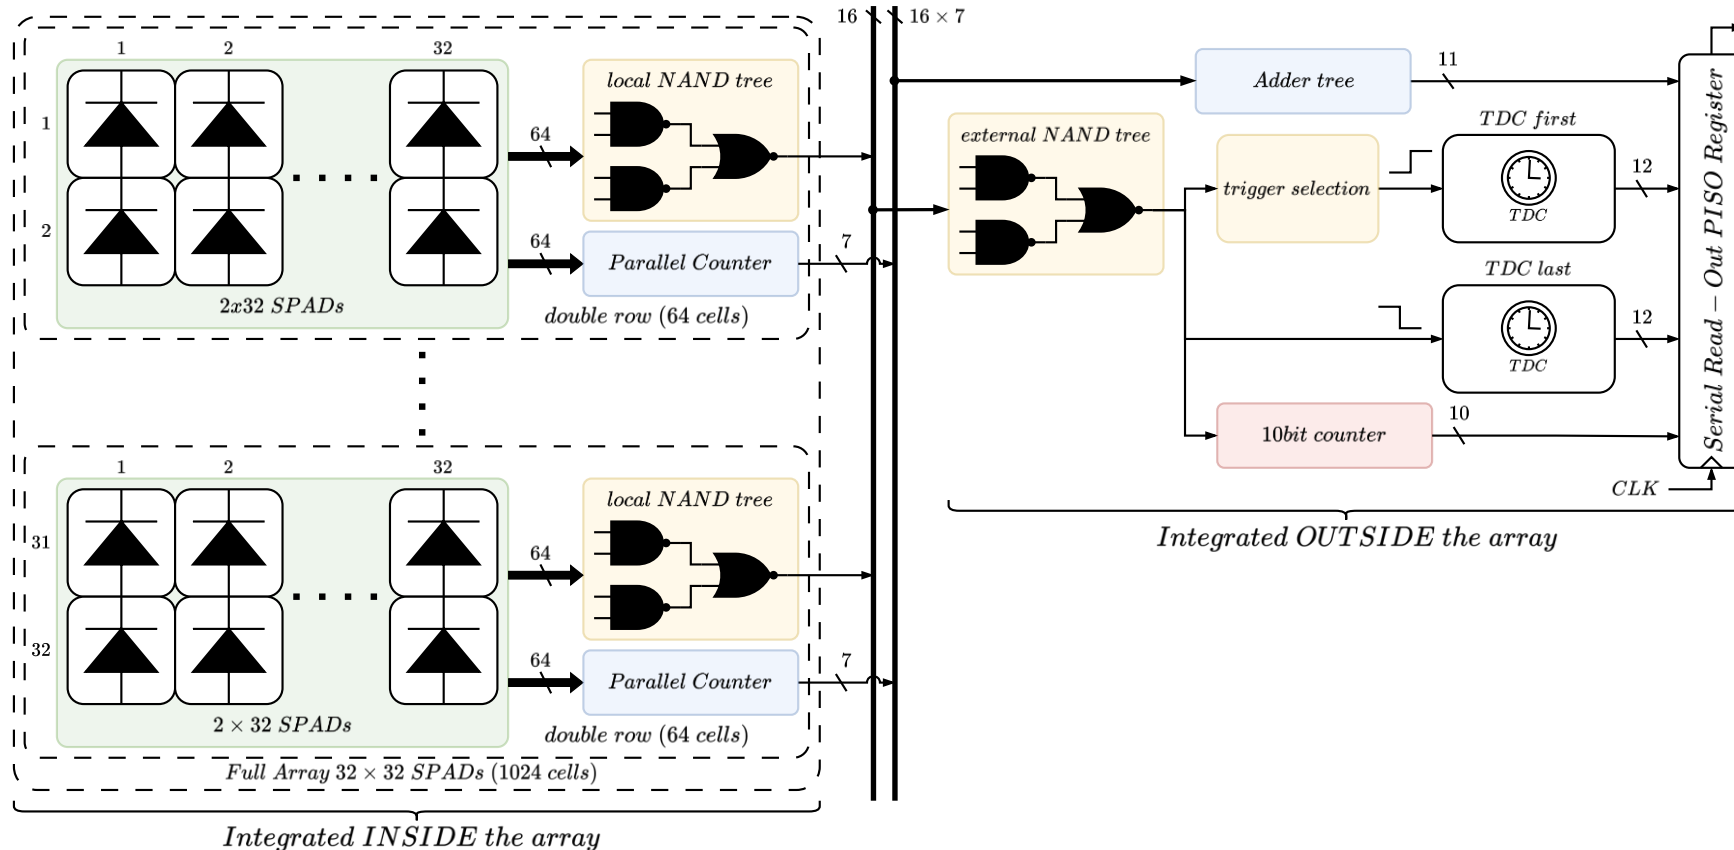 16
16 × 7
1
2
32
local NAND tree
1
64
2
64
Parallel Counter
7
2x32 SPADs
double row (64 cells)
1
2
32
local NAND tree
31
64
32
64
Parallel Counter
7
2 × 32 SPADs
double row (64 cells)
Full Array 32 × 32 SPADs (1024 cells)
Integrated INSIDE the array
Adder tree
11
external NAND tree
trigger selection
TDC first
TDC
12
TDC last
TDC
12
10bit counter
10
Serial Read – Out PISO Register
CLK
Integrated OUTSIDE the array